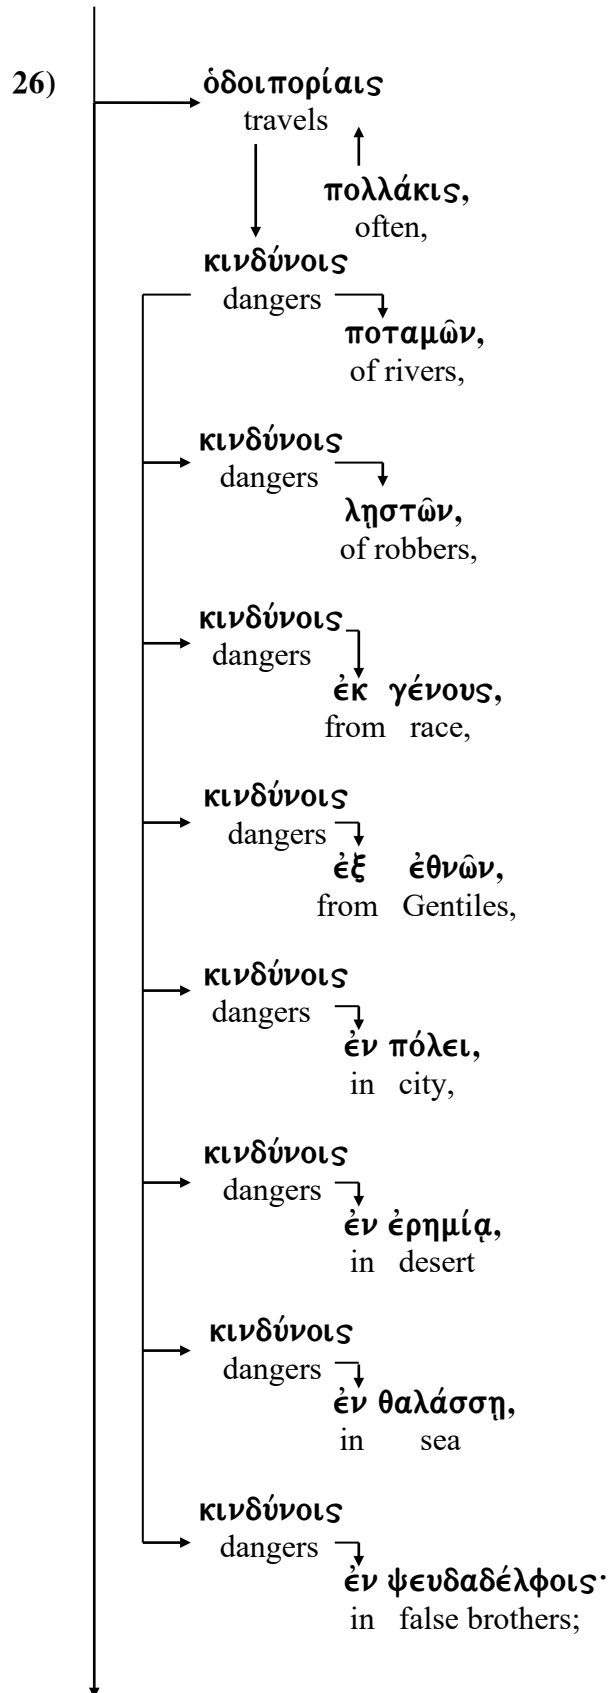 26) ὁδοιπορίαις
travels
πολλάκις,
often,
κινδύνοις
dangers
ποταμῶν,
of rivers,
κινδύνοις
dangers
λῃστῶν,
of robbers,
κινδύνοις
dangers
ἐκ γένους,
from race,
κινδύνοις
dangers
ἐξ ἐθνῶν,
from Gentiles,
κινδύνοις
dangers
ἐν πόλει,
in city,
κινδύνοις
dangers
ἐν ἐρημίᾳ,
in desert
κινδύνοις
dangers
ἐν θαλάσσῃ,
in sea
κινδύνοις
dangers
ἐν ψευδαδέλφοις·
in false brothers;